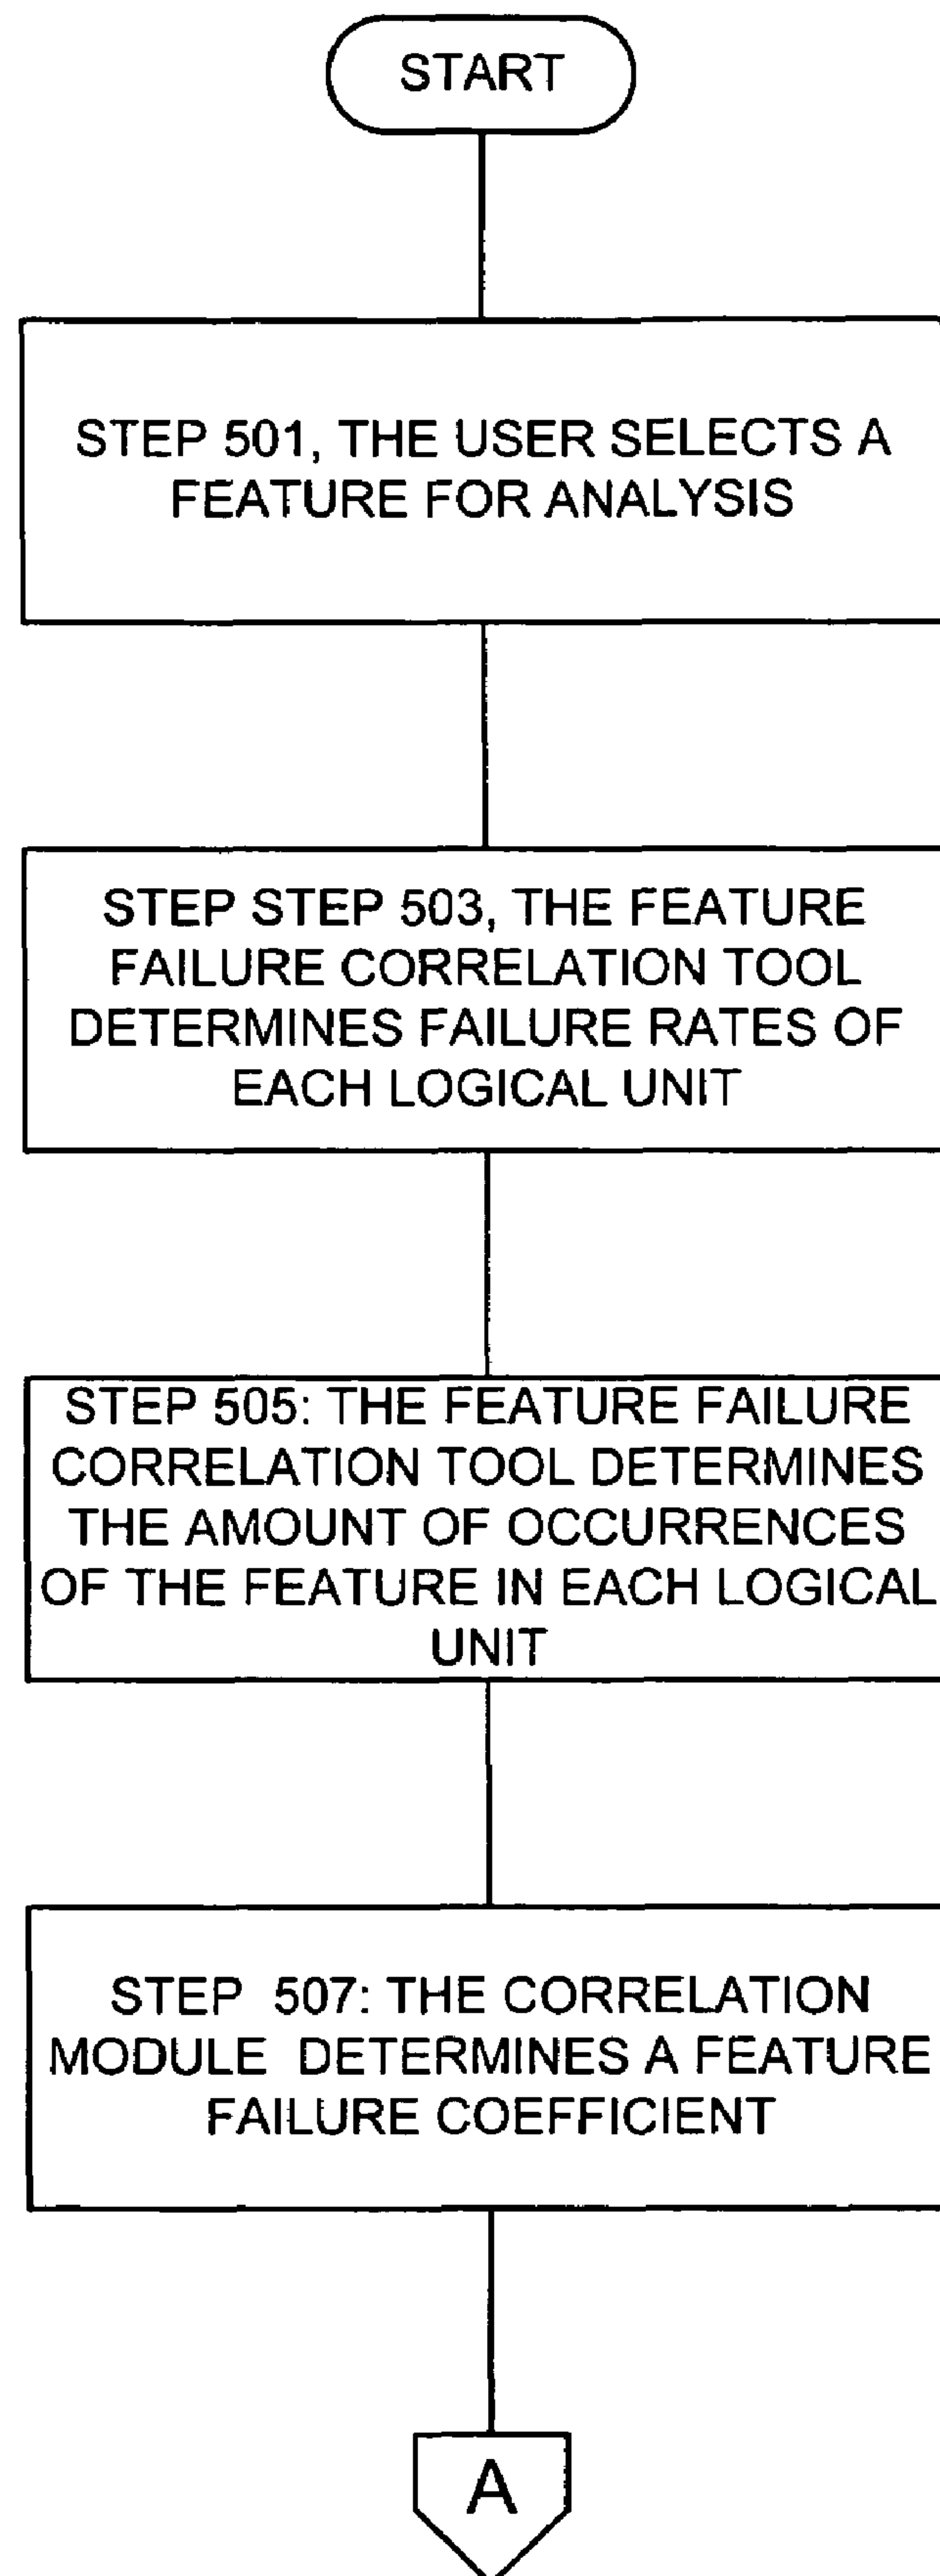 START
STEP 501, THE USER SELECTS A
FEATURE FOR ANALYSIS
STEP STEP 503, THE FEATURE
FAILURE CORRELATION TOOL
DETERMINES FAILURE RATES OF
EACH LOGICAL UNIT
STEP 505: THE FEATURE FAILURE
CORRELATION TOOL DETERMINES
THE AMOUNT OF OCCURRENCES
OF THE FEATURE IN EACH LOGICAL
UNIT
STEP 507: THE CORRELATION
MODULE DETERMINES A FEATURE
FAILURE COEFFICIENT
A